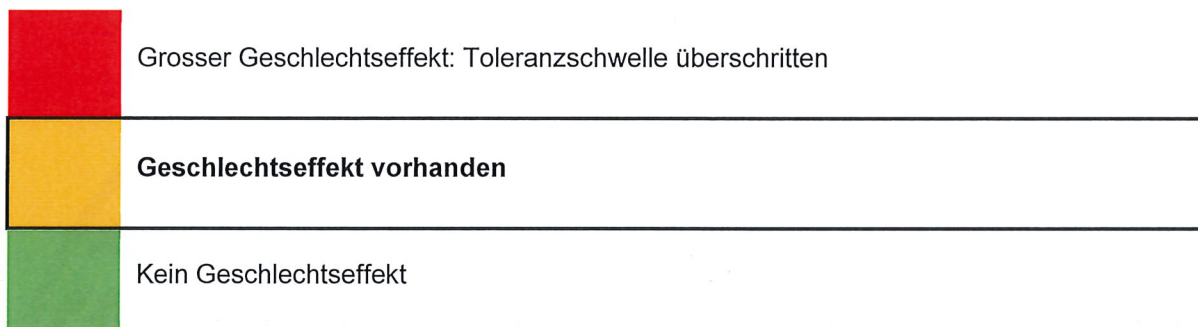 Grosser Geschlechtseffekt: Toleranzschwelle überschritten
Geschlechtseffekt vorhanden
Kein Geschlechtseffekt